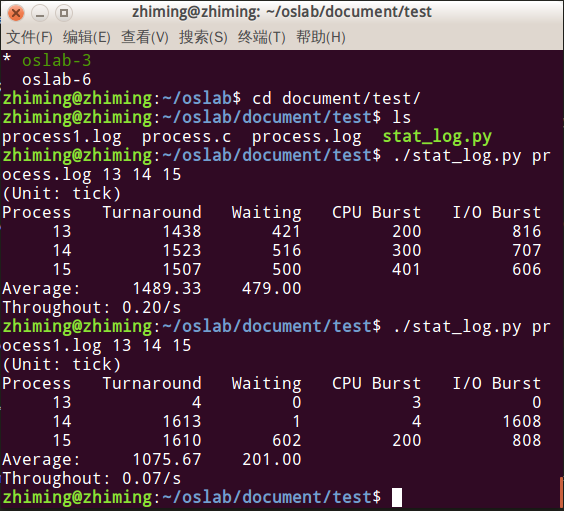 zhiming@zhiming: ~/oslab/document/test
文件(F) 编辑(E) 查看(V) 搜索(S) 终端(T) 帮助(H)
* oslab-3
  oslab-6
zhiming@zhiming:~/oslab$ cd document/test/
zhiming@zhiming:~/oslab/document/test$ ls
process1.log  process.c  process.log  stat_log.py
zhiming@zhiming:~/oslab/document/test$ ./stat_log.py pr
ocess.log 13 14 15
(Unit: tick)
Process   Turnaround   Waiting   CPU Burst   I/O Burst
     13         1438       421         200         816
     14         1523       516         300         707
     15         1507       500         401         606
Average:     1489.33    479.00
Throughout: 0.20/s
zhiming@zhiming:~/oslab/document/test$ ./stat_log.py pr
ocess1.log 13 14 15
(Unit: tick)
Process   Turnaround   Waiting   CPU Burst   I/O Burst
     13            4         0           3           0
     14         1613         1           4        1608
     15         1610       602         200         808
Average:     1075.67    201.00
Throughout: 0.07/s
zhiming@zhiming:~/oslab/document/test$